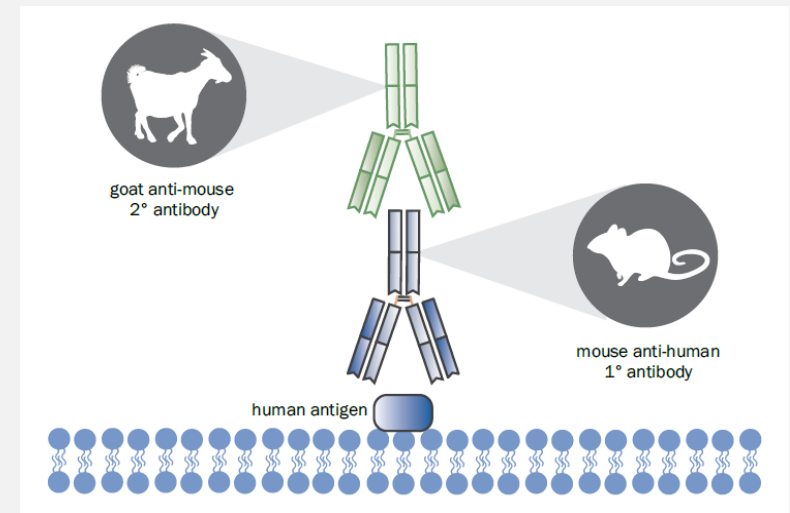 goat anti-mouse
2° antibody
mouse anti-human
1° antibody
human antigen